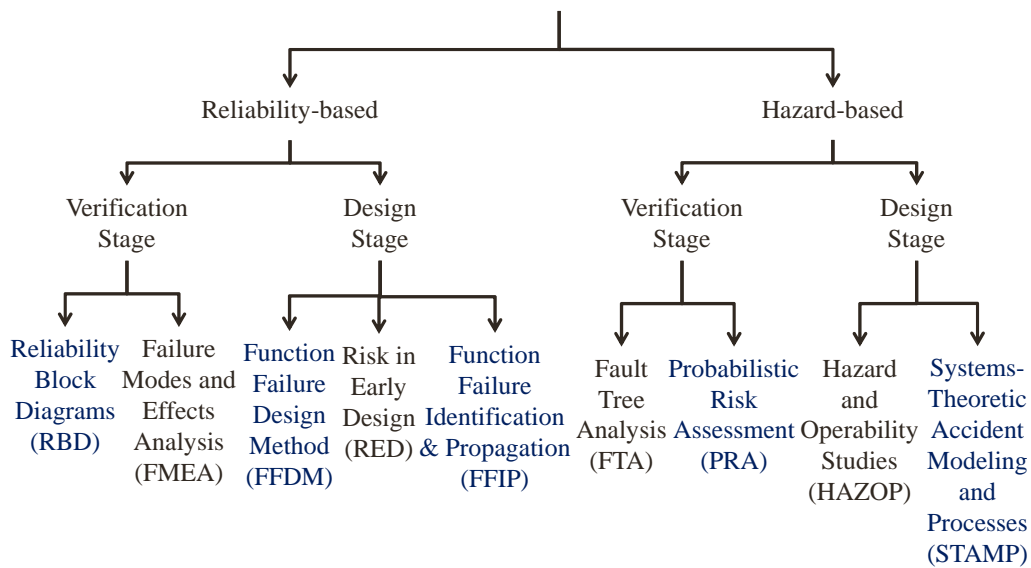 Reliability-based
Hazard-based
Verification
Stage
Design
Stage
Verification
Stage
Design
Stage
Reliability
Block
Diagrams
(RBD)
Failure
Modes and
Effects
Analysis
(FMEA)
Function
Failure
Design
Method
(FFDM)
Risk in
Early
Design
(RED)
Function
Failure
Identification
& Propagation
(FFIP)
Fault
Tree
Analysis
(FTA)
Probabilistic
Risk
Assessment
(PRA)
Hazard
and
Operability
Studies
(HAZOP)
Systems-
Theoretic
Accident
Modeling
and
Processes
(STAMP)